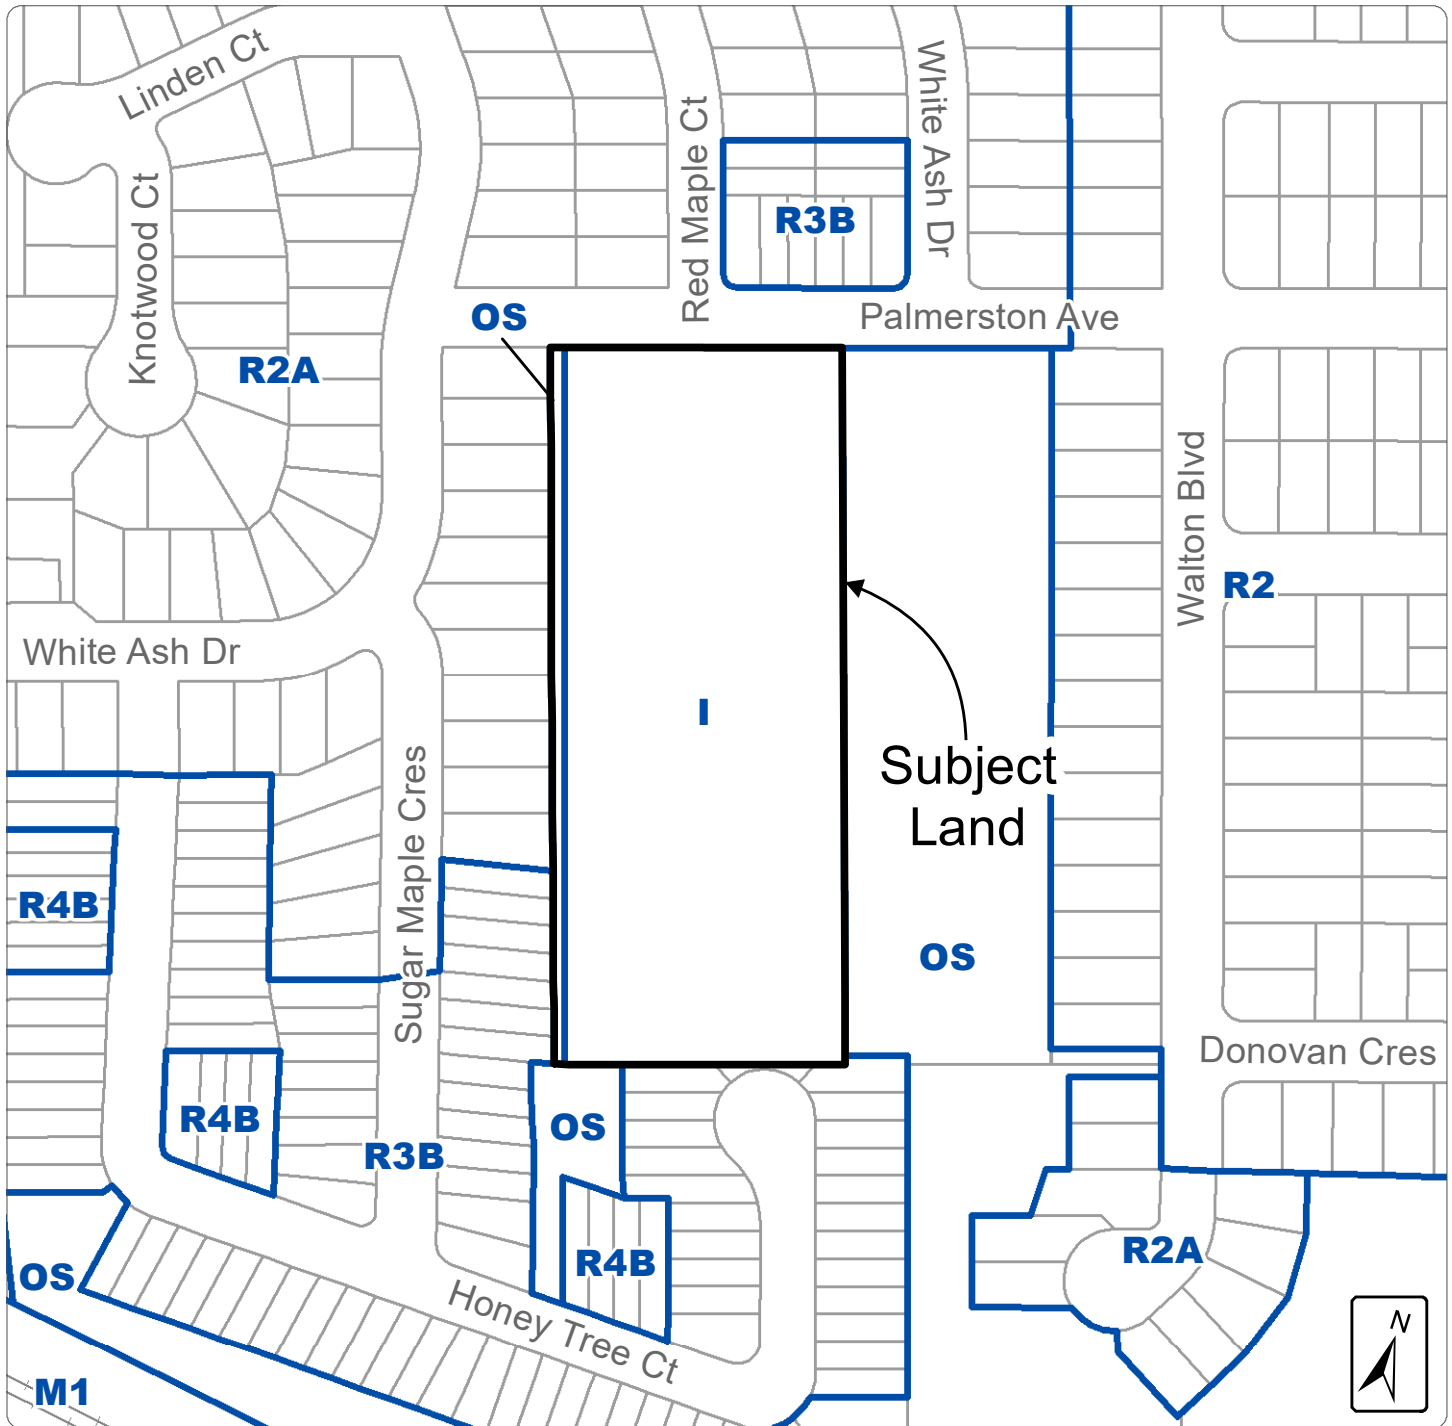 Linden Ct
White Ash Dr
Red Maple Ct
Knotwood Ct
R3B
OS
Palmerston Ave
R2A
Walton Blvd
R2
White Ash Dr
I
Subject
Land
Sugar Maple Cres
R4B
OS
Donovan Cres
R4B
OS
R3B
R2A
R4B
OS
Honey Tree Ct
N
M1